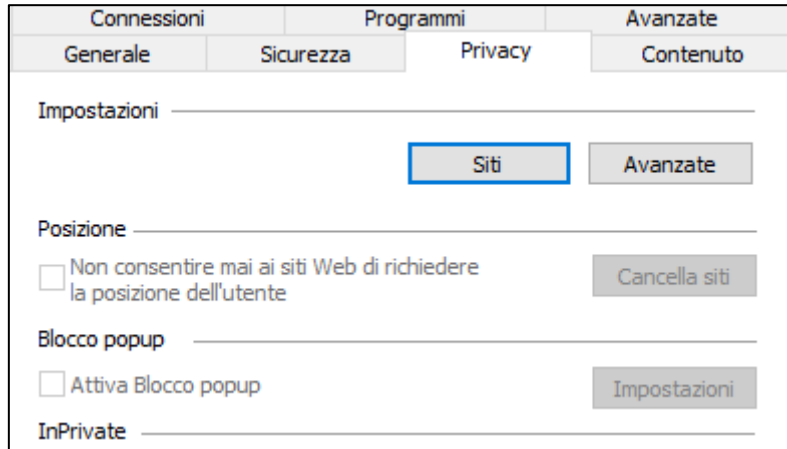 Connessioni Programmi Avanzate
Generale Sicurezza Privacy Contenuto
Impostazioni
Siti Avanzate
Posizione
Non consentire mai ai siti Web di richiedere
la posizione dell'utente
Cancella siti
Blocco popup
Attiva Blocco popup Impostazioni
InPrivate